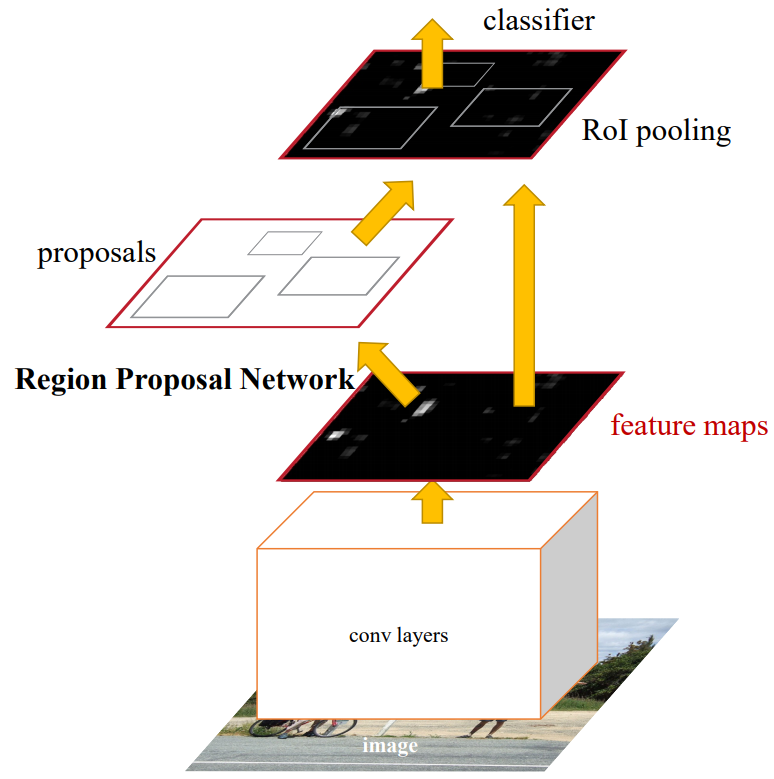 classifier
RoI pooling
proposals
Region Proposal Network
feature maps
conv layers
image